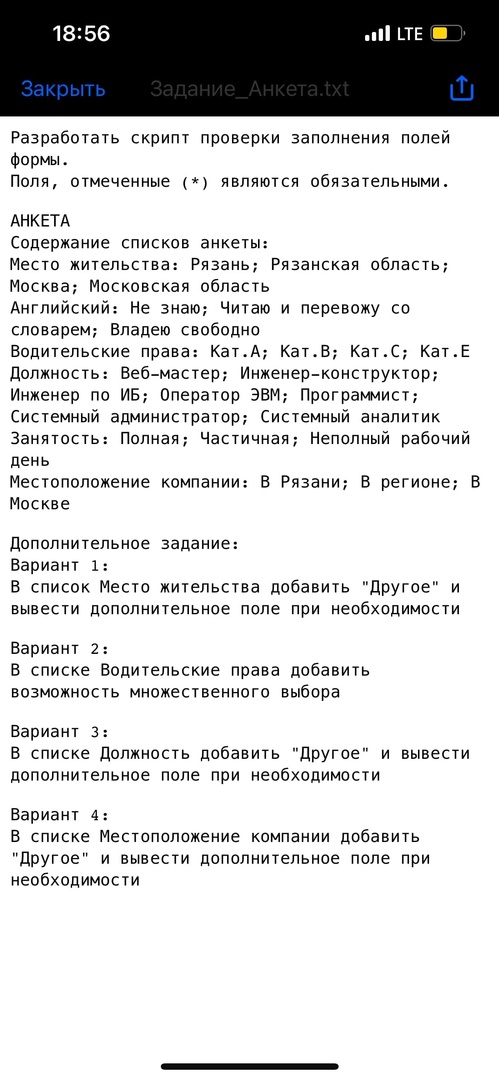 18:56
LTE
Закрыть
Задание_Анкета.txt
Разработать скрипт проверки заполнения полей
формы.
Поля, отмеченные (*) являются обязательными.
АНКЕТА
Содержание списков анкеты:
Место жительства: Рязань; Рязанская область;
Москва; Московская область
Английский: Не знаю; Читаю и перевожу со
словарем; Владею свободно
Водительские права: Кат.А; Кат.В; Кат.С; Кат.Е
Должность: Веб-мастер; Инженер-конструктор;
Инженер по ИБ; Оператор ЭВМ; Программист;
Системный администратор; Системный аналитик
Занятость: Полная; Частичная; Неполный рабочий
день
Местоположение компании: В Рязани; В регионе; В
Москве
Дополнительное задание:
Вариант 1:
В список Место жительства добавить "Другое" и
вывести дополнительное поле при необходимости
Вариант 2:
В списке Водительские права добавить
возможность множественного выбора
Вариант 3:
В списке Должность добавить "Другое" и вывести
дополнительное поле при необходимости
Вариант 4:
В списке Местоположение компании добавить
"Другое" и вывести дополнительное поле при
необходимости